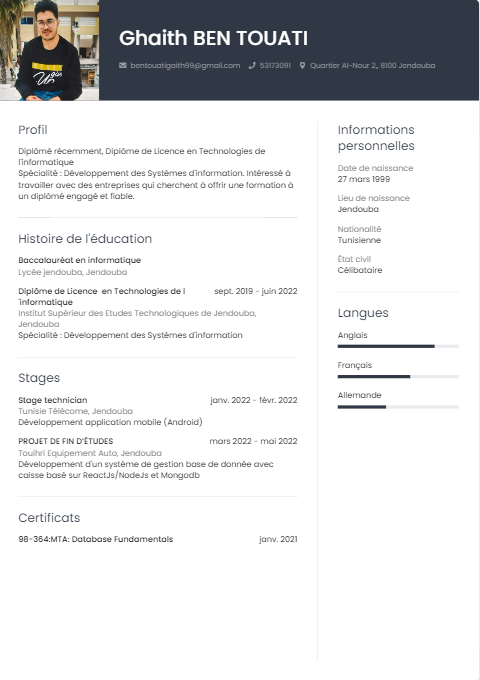 Ghaith BEN TOUATI
bentouatigaith99@gmail.com 53173091 Quartier Al-Nour 2, 8100 Jendouba
Profil
Diplômé récemment, Diplôme de Licence en Technologies de
l'informatique
Spécialité : Développement des Systèmes d'information. Intéressé à
travailler avec des entreprises qui cherchent à offrir une formation à
un diplômé engagé et fiable.
Histoire de l'éducation
Baccalauréat en informatique
Lycée jendouba, Jendouba
Diplôme de Licence en Technologies de l sept. 2019 - juin 2022
'informatique
Institut Supérieur des Etudes Technologiques de Jendouba,
Jendouba
Spécialité : Développement des Systèmes d'information
Stages
Stage technician janv. 2022 - févr. 2022
Tunisie Télécome, Jendouba
Développement application mobile (Android)
PROJET DE FIN D'ÉTUDES mars 2022 - mai 2022
Touihri Equipement Auto, Jendouba
Développement d'un système de gestion base de donnée avec
caisse basé sur ReactJs/NodeJs et Mongodb
Certificats
98-364:MTA: Database Fundamentals janv. 2021
Informations
personnelles
Date de naissance
27 mars 1999
Lieu de naissance
Jendouba
Nationalité
Tunisienne
État civil
Célibataire
Langues
Anglais
Français
Allemande